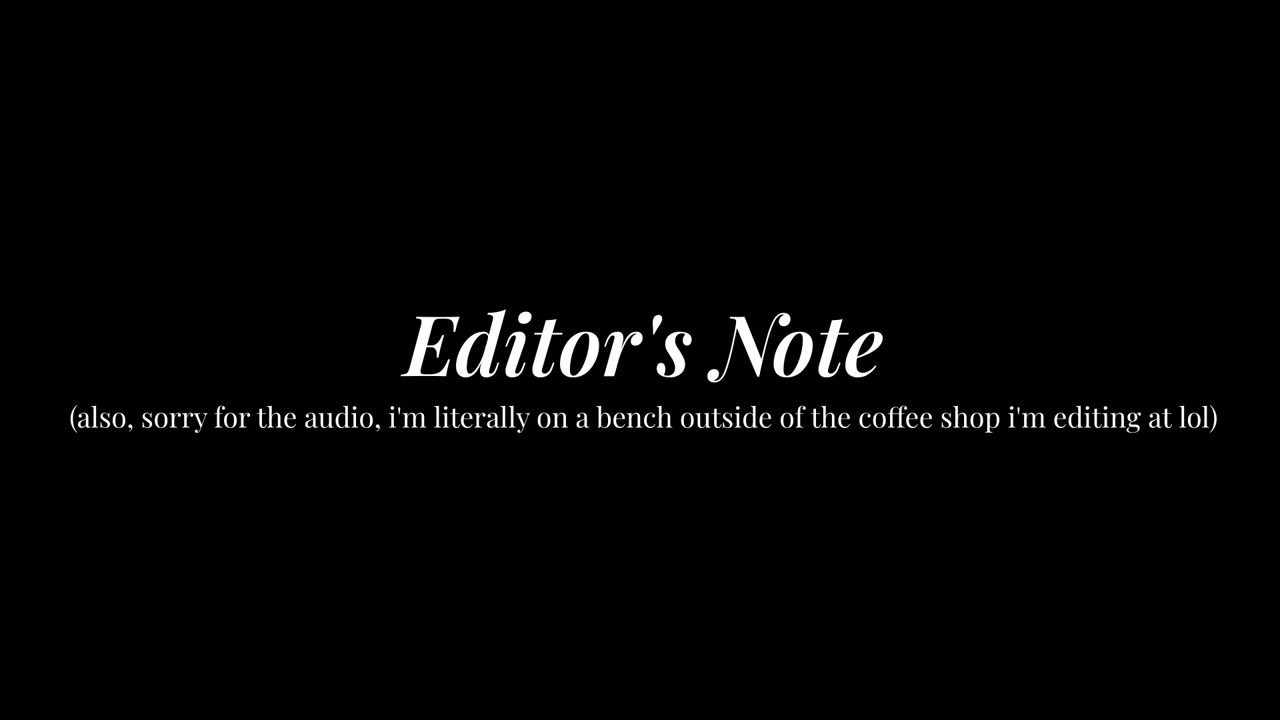 Editor's Note
(also, sorry for the audio, i'm literally on a bench outside of the coffee shop i'm editing at lol)